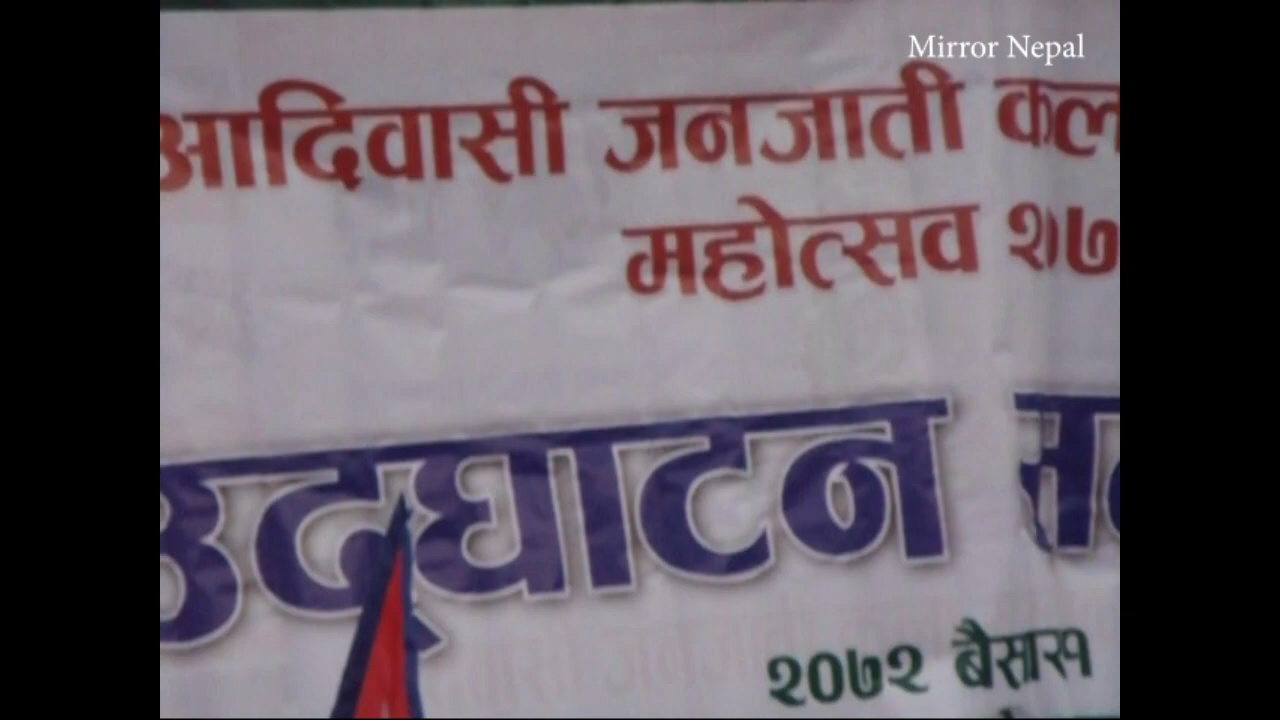 Mirror Nepal
आदिवासी जनजाती
महोत्सव
उद्घाटन
२०७२ बैसाख